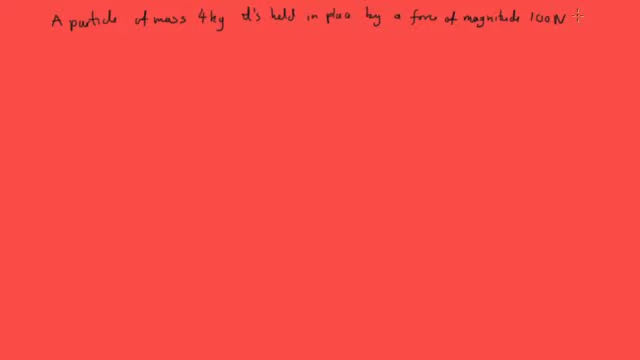 A particle of mass 4kg is held in place by a force of magnitude 100N